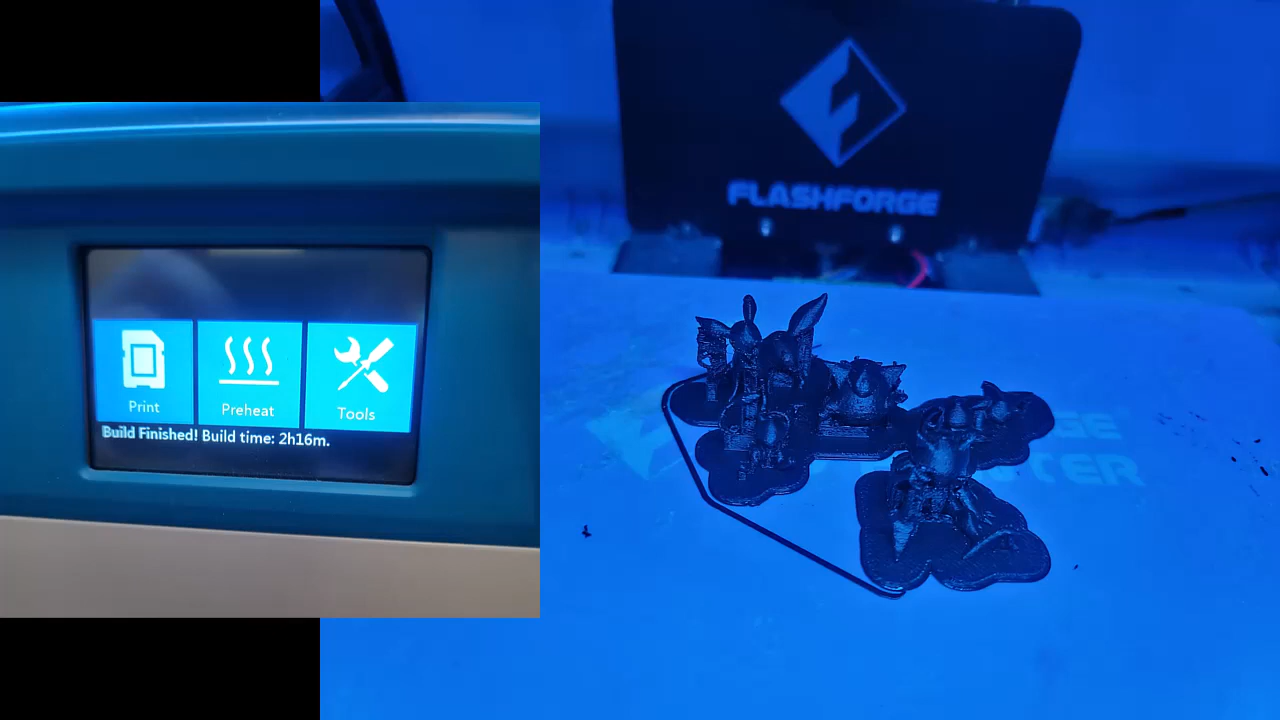 FLASHFORGE
Print
Preheat
Tools
Build Finished! Build time: 2h16m.